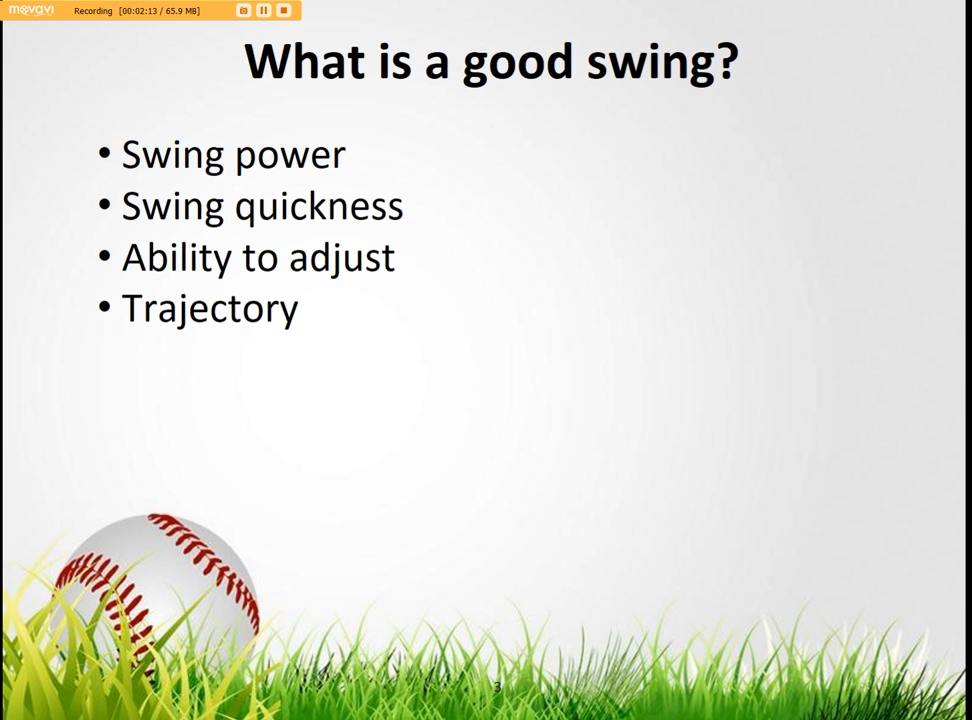 movavi Recording [00:02:13 / 65.9 MB]
What is a good swing?
• Swing power
• Swing quickness
• Ability to adjust
• Trajectory
3